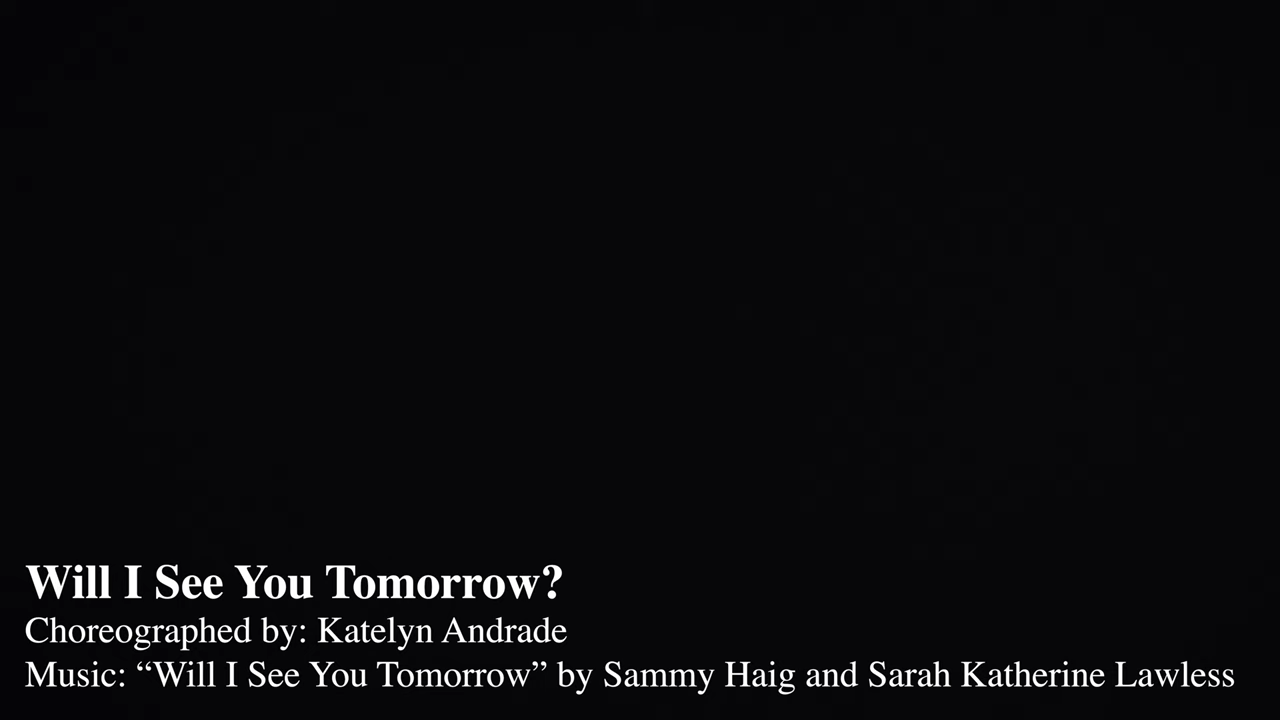 Will I See You Tomorrow?
Choreographed by: Katelyn Andrade
Music: “Will I See You Tomorrow” by Sammy Haig and Sarah Katherine Lawless